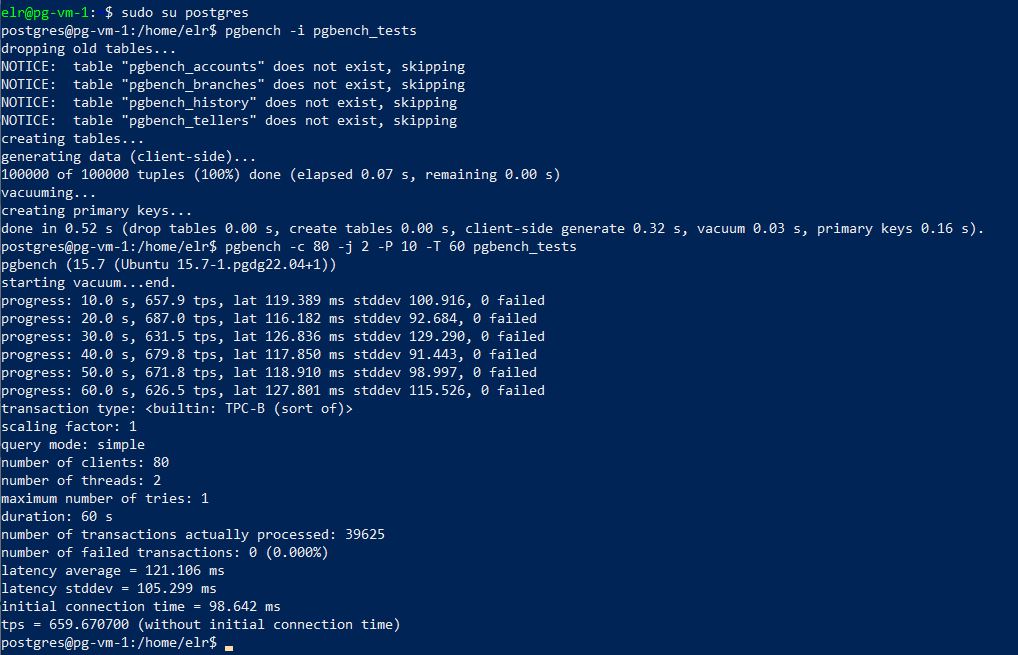 elr@pg-vm-1: $ sudo su postgres
postgres@pg-vm-1:/home/elr$ pgbench -i pgbench_tests
dropping old tables...
NOTICE:  table "pgbench_accounts" does not exist, skipping
NOTICE:  table "pgbench_branches" does not exist, skipping
NOTICE:  table "pgbench_history" does not exist, skipping
NOTICE:  table "pgbench_tellers" does not exist, skipping
creating tables...
generating data (client-side)...
100000 of 100000 tuples (100%) done (elapsed 0.07 s, remaining 0.00 s)
vacuuming...
creating primary keys...
done in 0.52 s (drop tables 0.00 s, create tables 0.00 s, client-side generate 0.32 s, vacuum 0.03 s, primary keys 0.16 s).
postgres@pg-vm-1:/home/elr$ pgbench -c 80 -j 2 -P 10 -T 60 pgbench_tests
pgbench (15.7 (Ubuntu 15.7-1.pgdg22.04+1))
starting vacuum...end.
progress: 10.0 s, 657.9 tps, lat 119.389 ms stddev 100.916, 0 failed
progress: 20.0 s, 687.0 tps, lat 116.182 ms stddev 92.684, 0 failed
progress: 30.0 s, 631.5 tps, lat 126.836 ms stddev 129.290, 0 failed
progress: 40.0 s, 679.8 tps, lat 117.850 ms stddev 91.443, 0 failed
progress: 50.0 s, 671.8 tps, lat 118.910 ms stddev 98.997, 0 failed
progress: 60.0 s, 626.5 tps, lat 127.801 ms stddev 115.526, 0 failed
transaction type: <builtin: TPC-B (sort of)>
scaling factor: 1
query mode: simple
number of clients: 80
number of threads: 2
maximum number of tries: 1
duration: 60 s
number of transactions actually processed: 39625
number of failed transactions: 0 (0.000%)
latency average = 121.106 ms
latency stddev = 105.299 ms
initial connection time = 98.642 ms
tps = 659.670700 (without initial connection time)
postgres@pg-vm-1:/home/elr$